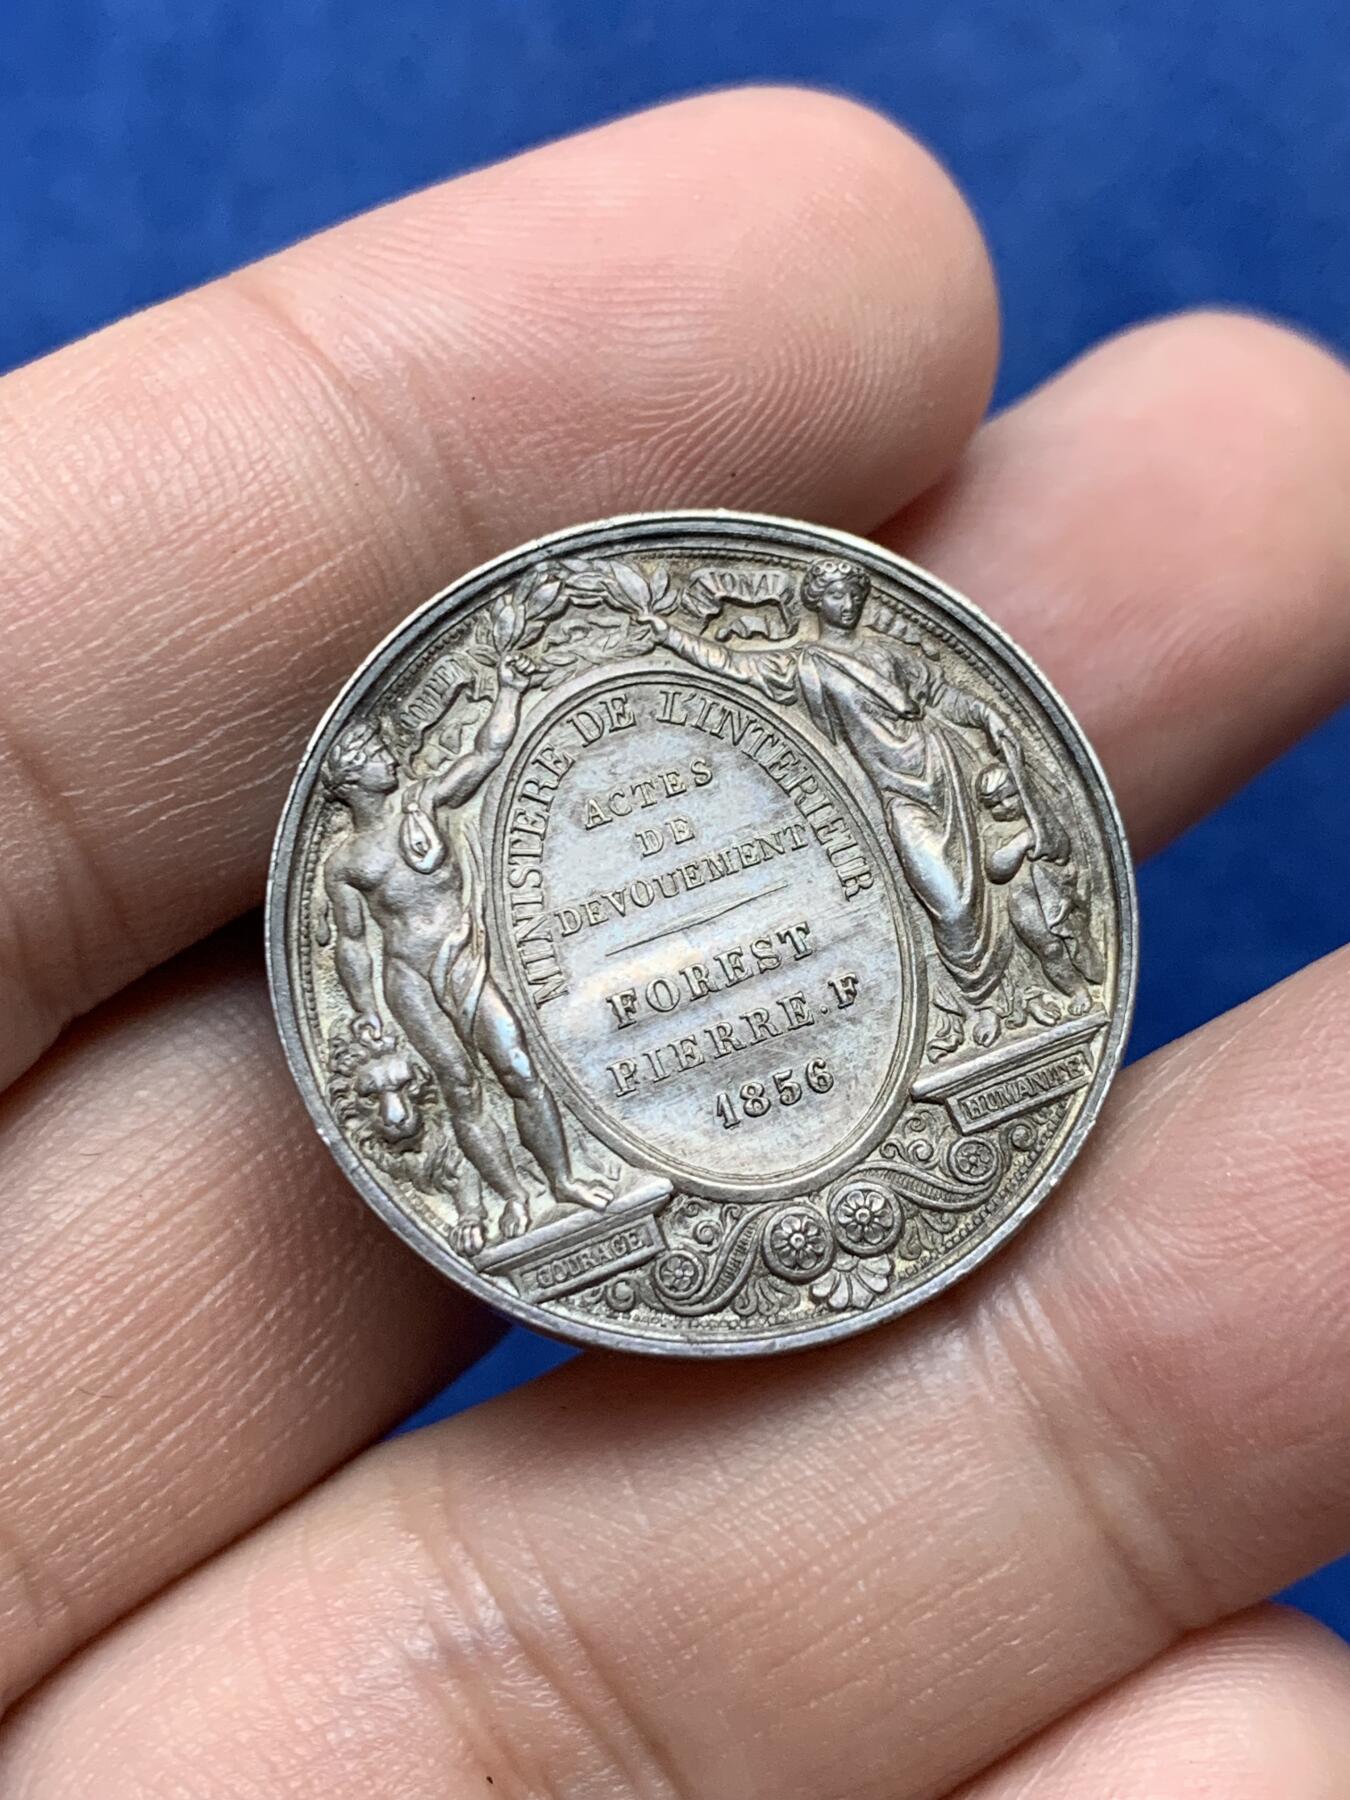 MINISTERE DE L'INTERIEUR
ACTES
DE
DEVOUEMENT
FOREST
PIERRE.F
1856
COURAGE
HUMANITE